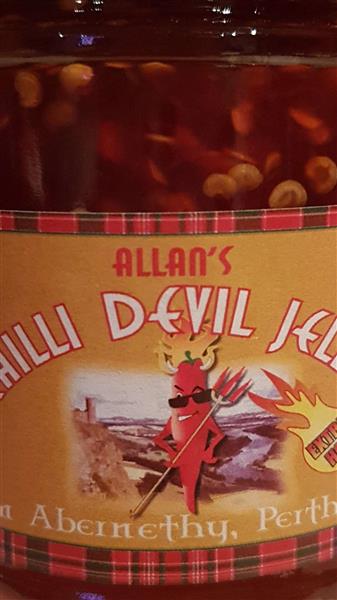 ALLAN'S
HILLI DEVIL JEL
n Abernethy, Perth